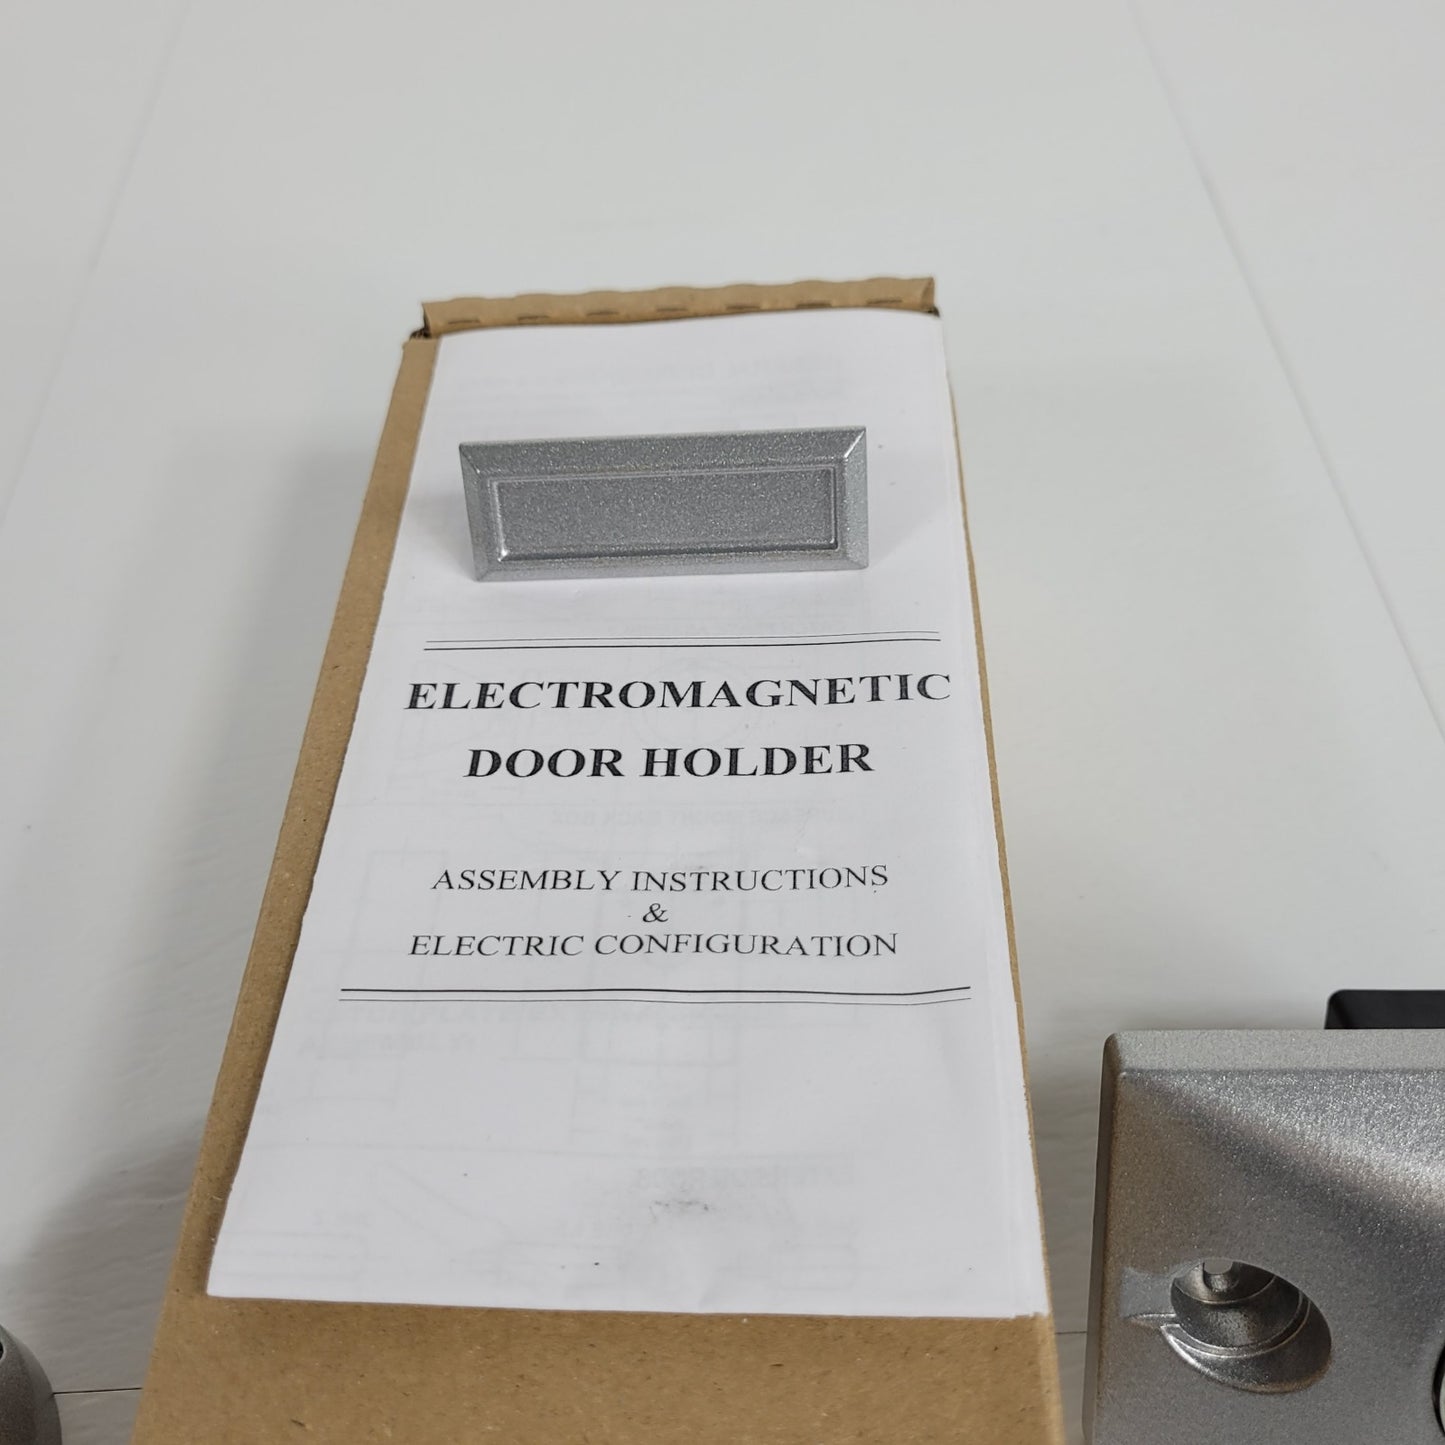 ELECTROMAGNETIC
DOOR HOLDER
ASSEMBLY INSTRUCTIONS
&
ELECTRIC CONFIGURATION